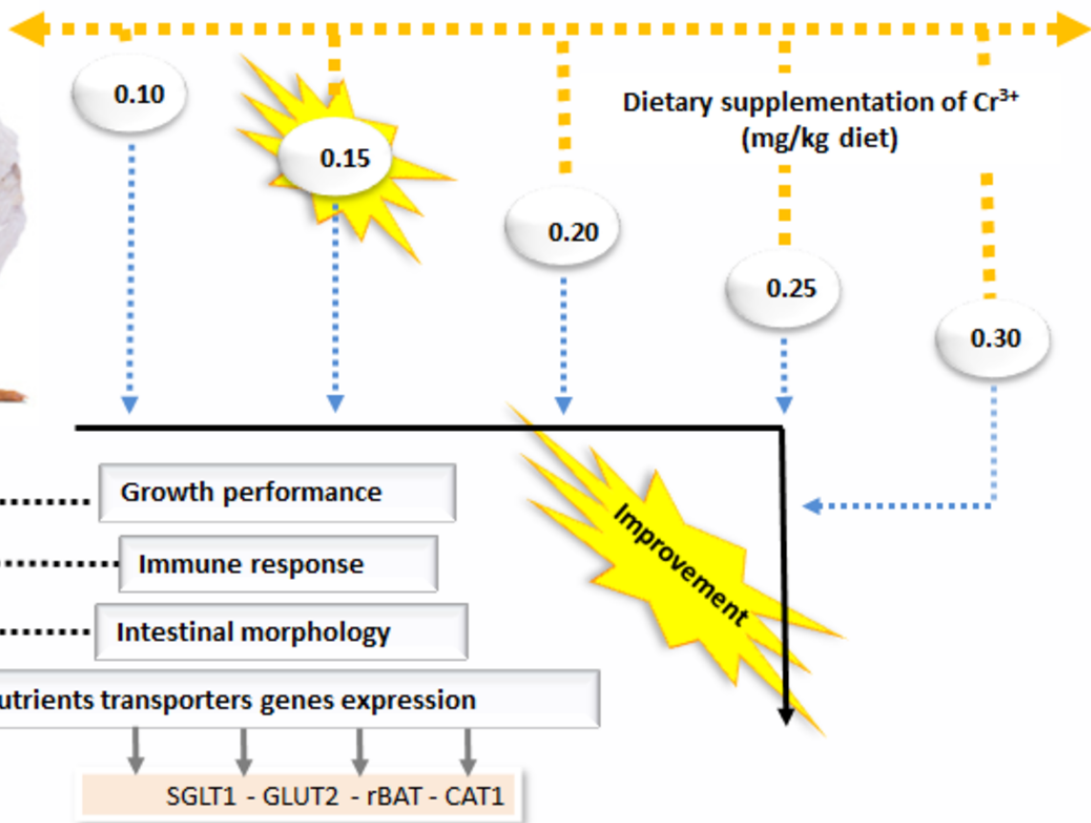 0.10
0.15
0.20
0.25
0.30
Dietary supplementation of Cr³⁺
(mg/kg diet)
Growth performance
Immune response
Intestinal morphology
utrients transporters genes expression
SGLT1 - GLUT2 - rBAT - CAT1
Improvement